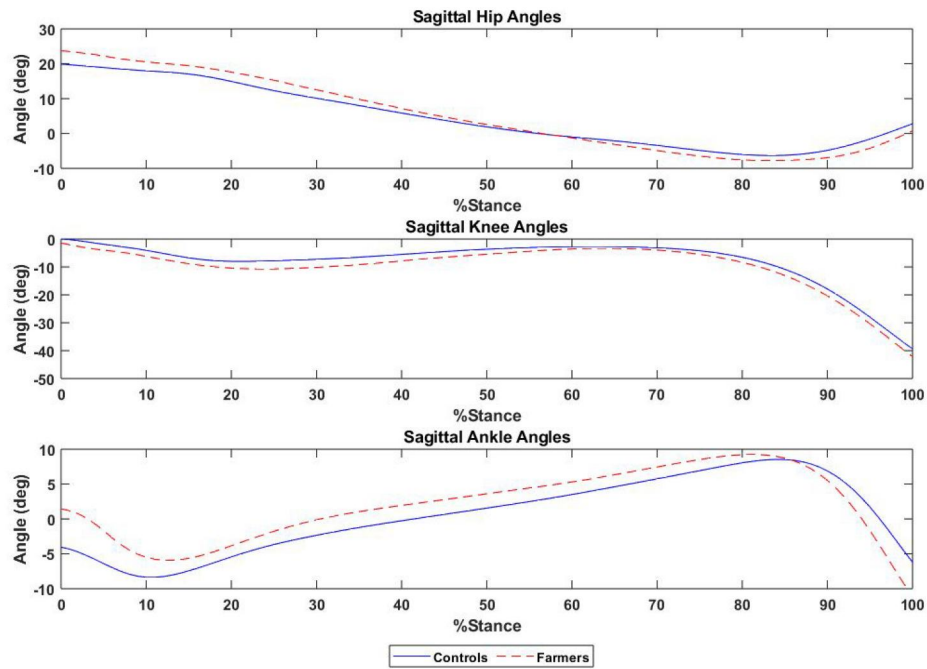 Sagittal Hip Angles
30
20
10
0
-10
Angle (deg)
0 10 20 30 40 50 60 70 80 90 100
%Stance
Sagittal Knee Angles
0
-10
-20
-30
-40
-50
Angle (deg)
0 10 20 30 40 50 60 70 80 90 100
%Stance
Sagittal Ankle Angles
10
5
0
-5
-10
Angle (deg)
0 10 20 30 40 50 60 70 80 90 100
%Stance
Controls Farmers